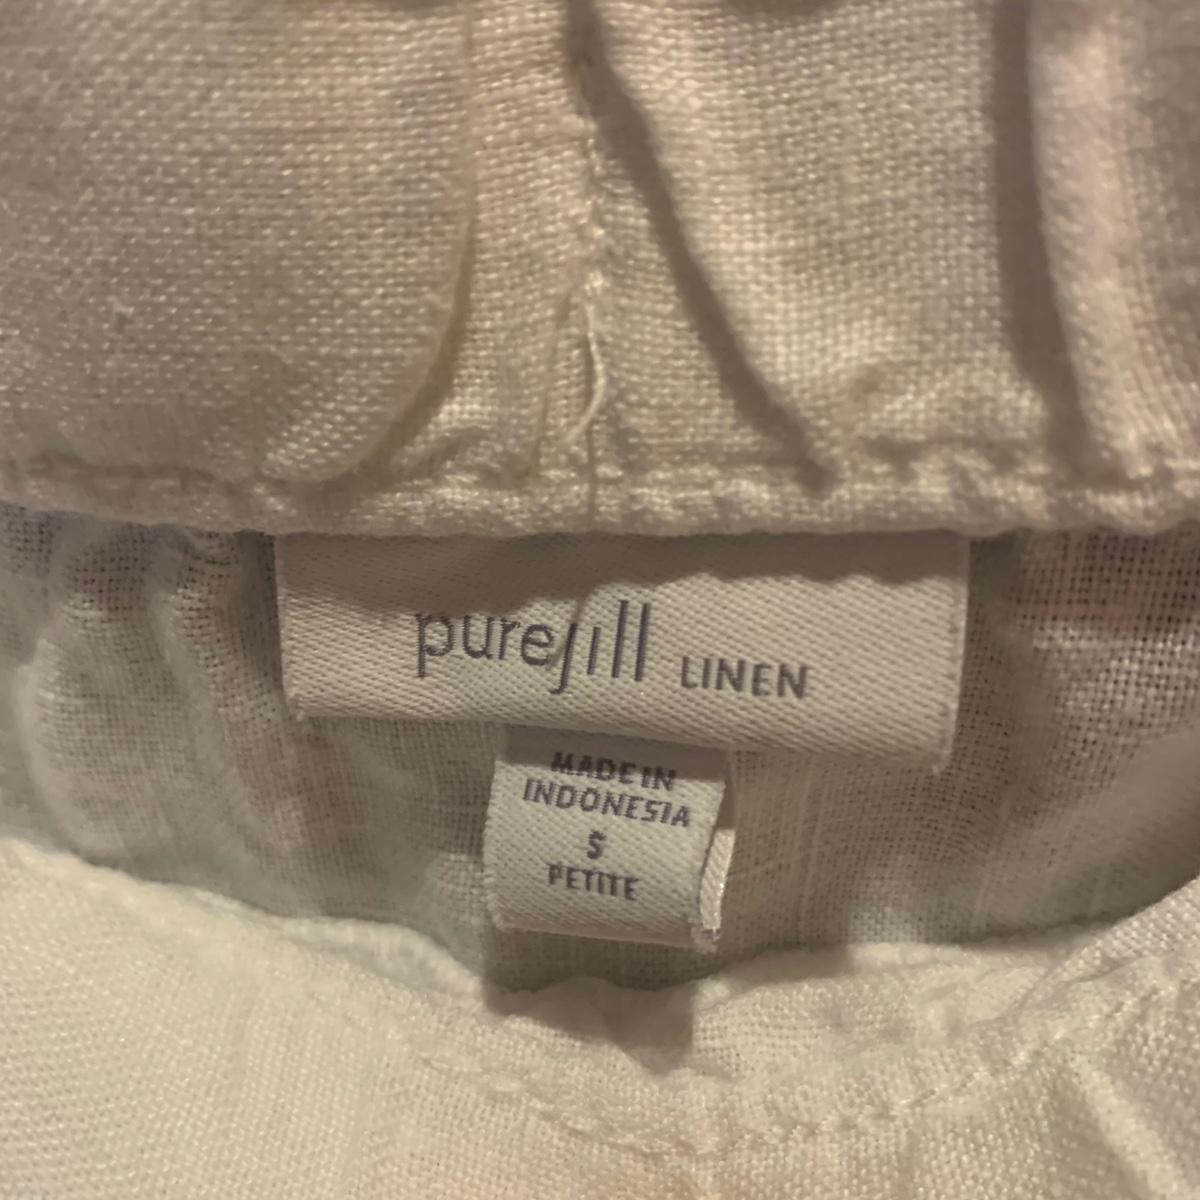 purejill LINEN
MADE IN
INDONESIA
S
PETITE